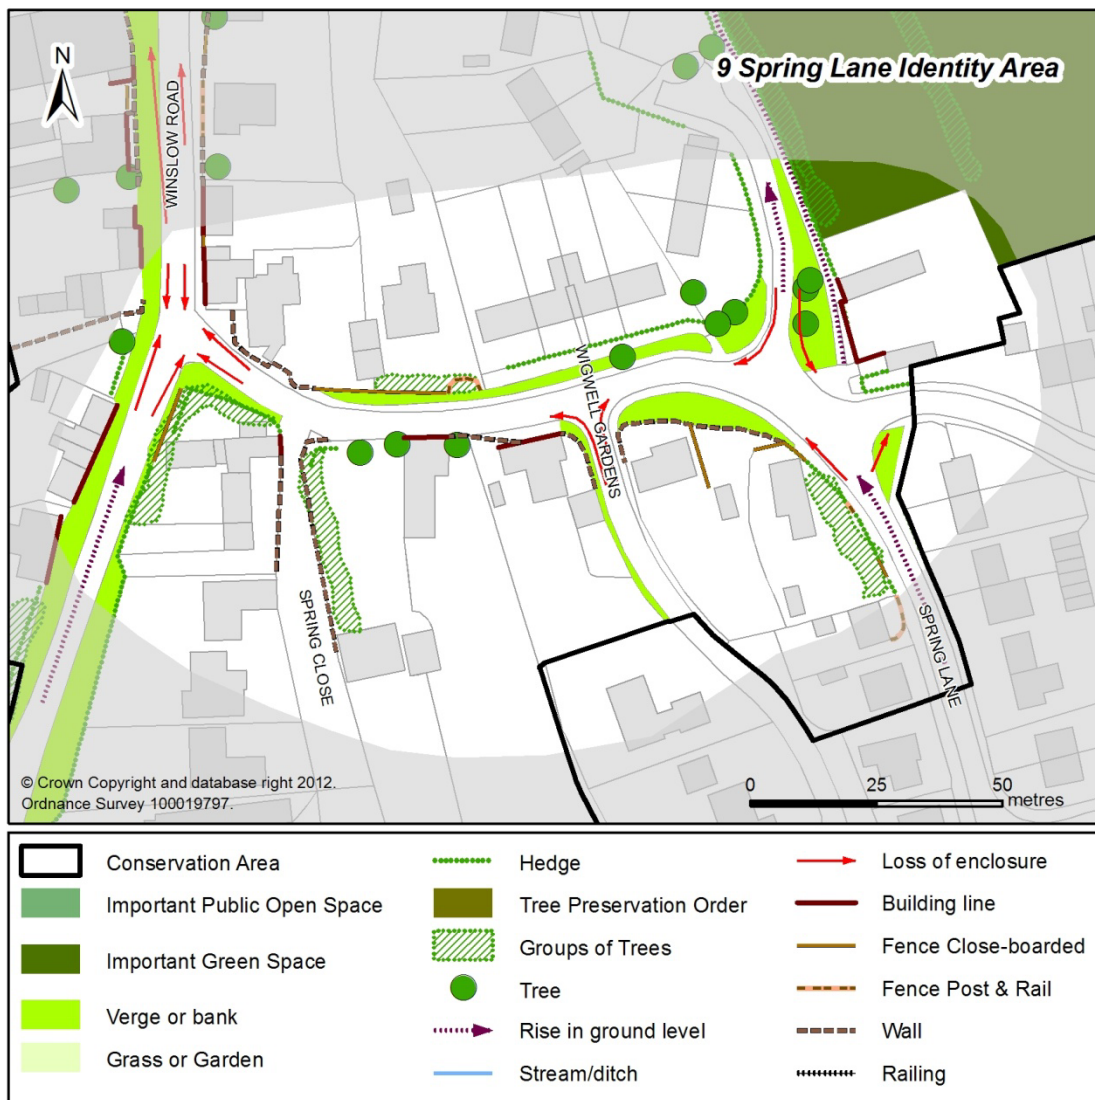 9 Spring Lane Identity Area
N
WINSLOW ROAD
WIGWELL GARDENS
SPRING CLOSE
SPRING LANE
© Crown Copyright and database right 2012.
Ordnance Survey 100019797.
0 25 50
metres
Conservation Area
Important Public Open Space
Important Green Space
Verge or bank
Grass or Garden
Hedge
Tree Preservation Order
Groups of Trees
Tree
Rise in ground level
Stream/ditch
Loss of enclosure
Building line
Fence Close-boarded
Fence Post & Rail
Wall
Railing